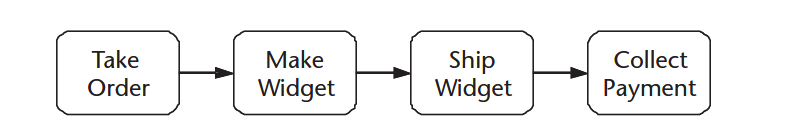 Take
Order
Make
Widget
Ship
Widget
Collect
Payment